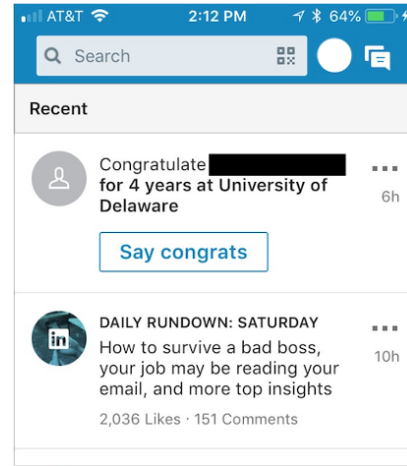 AT&T 2:12 PM 64%
Search
Recent
Congratulate
for 4 years at University of
Delaware
6h
Say congrats
in
DAILY RUNDOWN: SATURDAY
How to survive a bad boss,
your job may be reading your
email, and more top insights
10h
2,036 Likes · 151 Comments